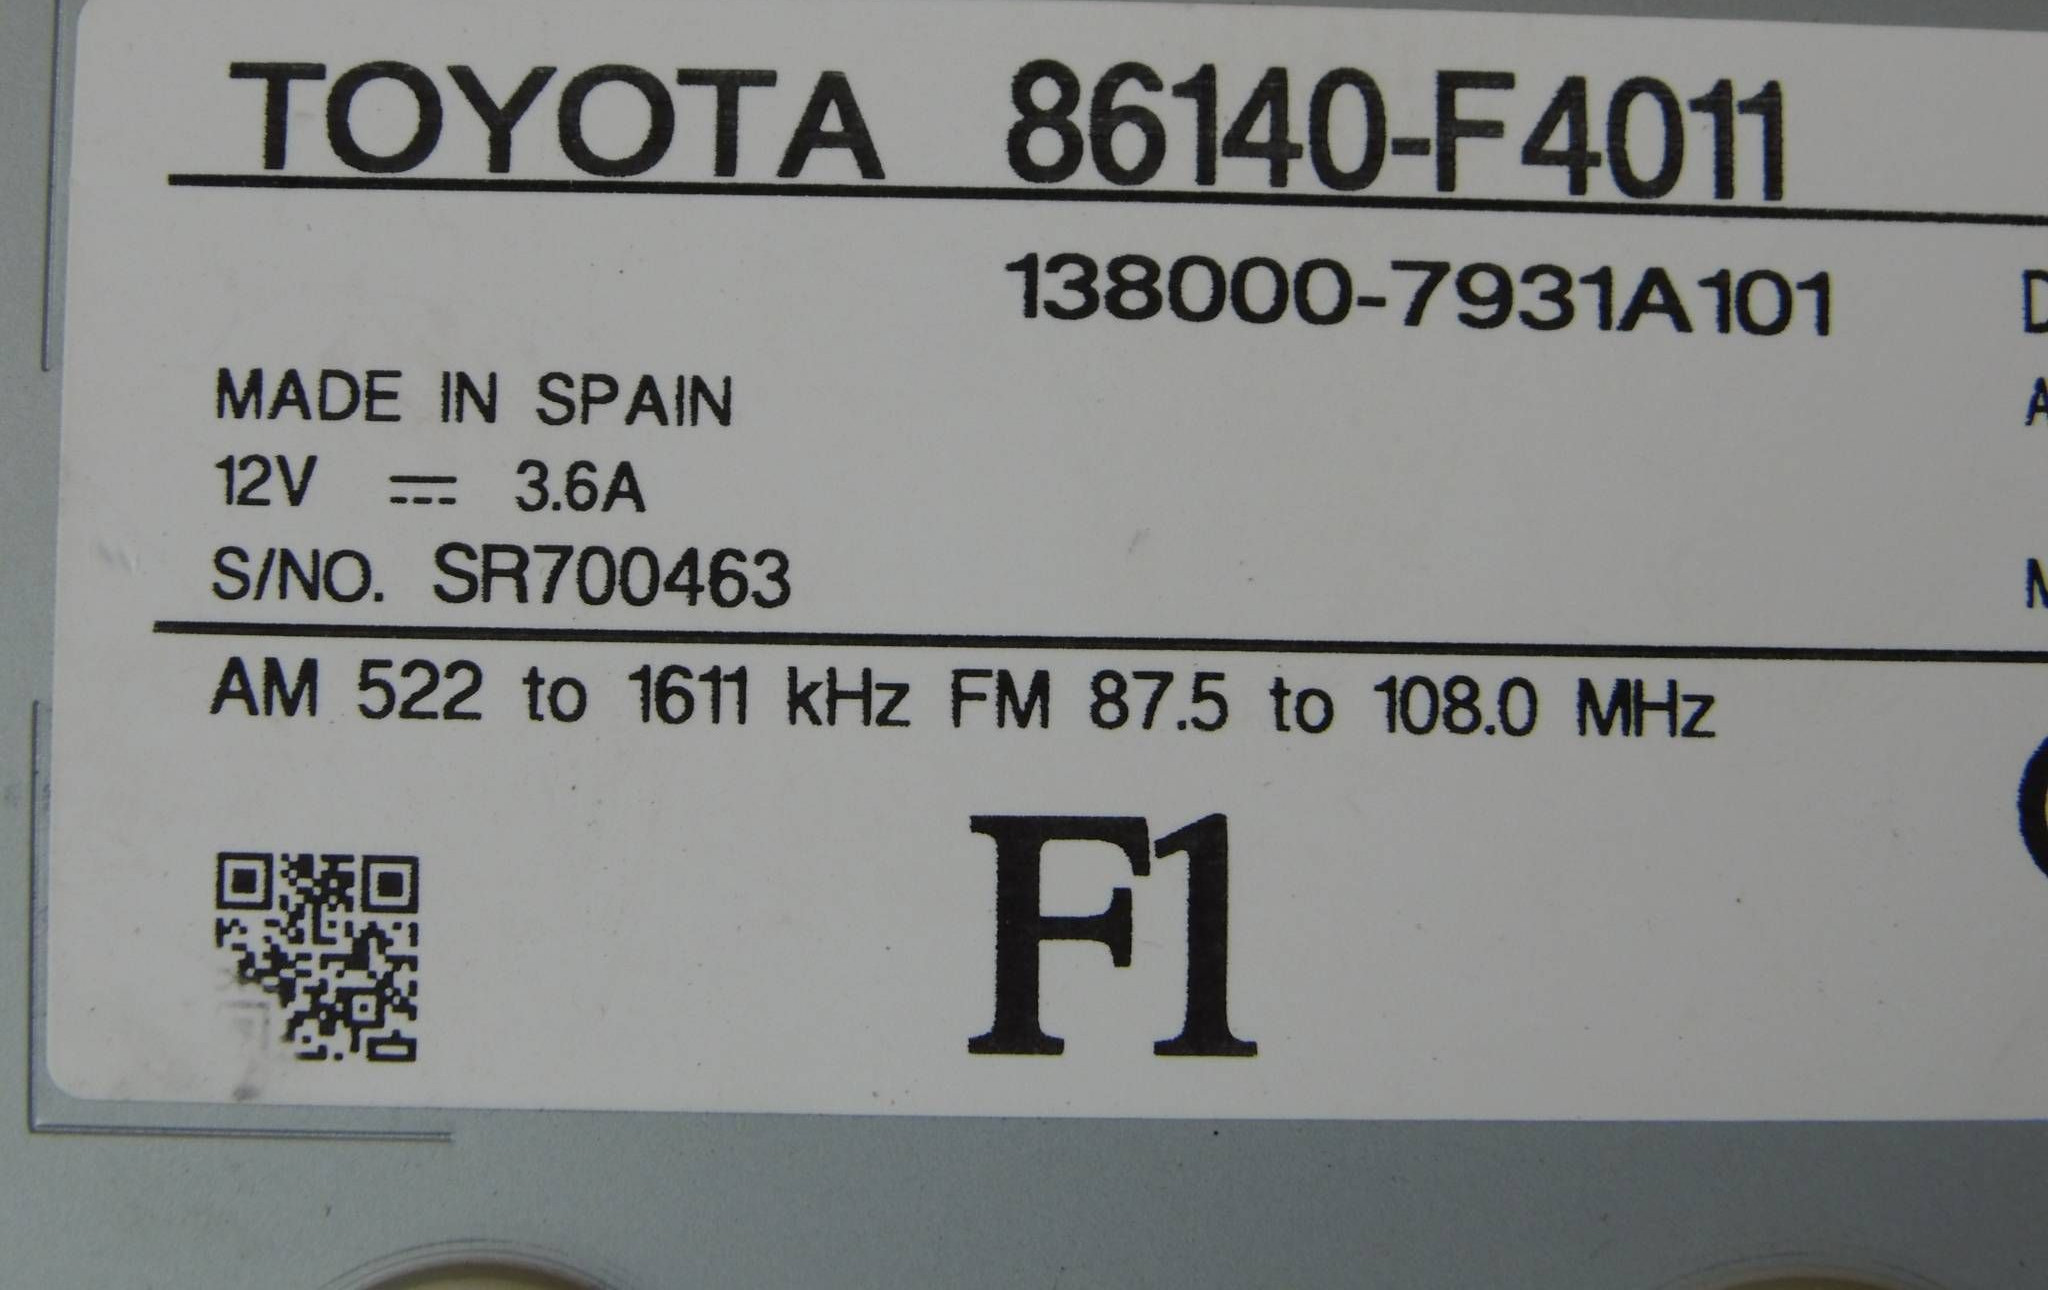 TOYOTA 86140-F4011
138000-7931A101
MADE IN SPAIN
12V ⎓ 3.6A
S/NO. SR700463
AM 522 to 1611 kHz FM 87.5 to 108.0 MHz
F1